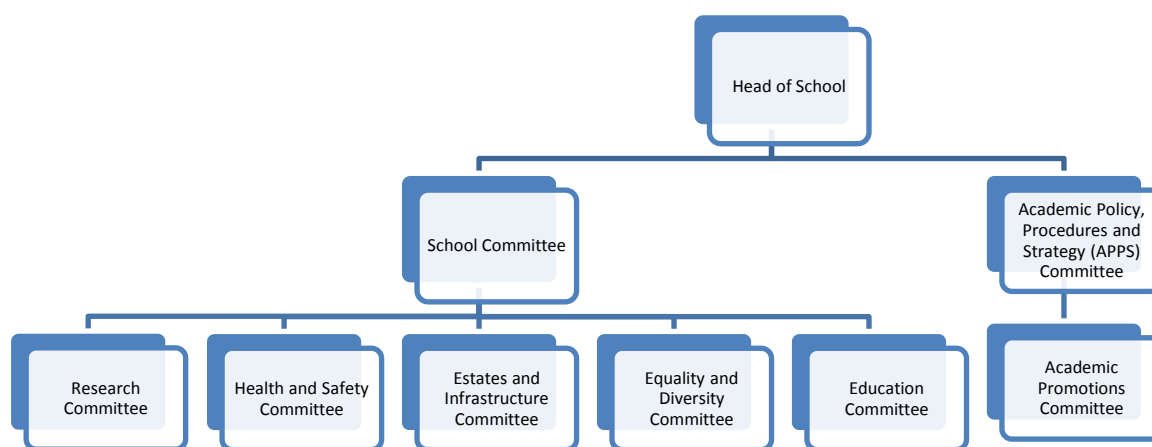 Head of School
School Committee
Academic Policy,
Procedures and
Strategy (APPS)
Committee
Research
Committee
Health and Safety
Committee
Estates and
Infrastructure
Committee
Equality and
Diversity
Committee
Education
Committee
Academic
Promotions
Committee